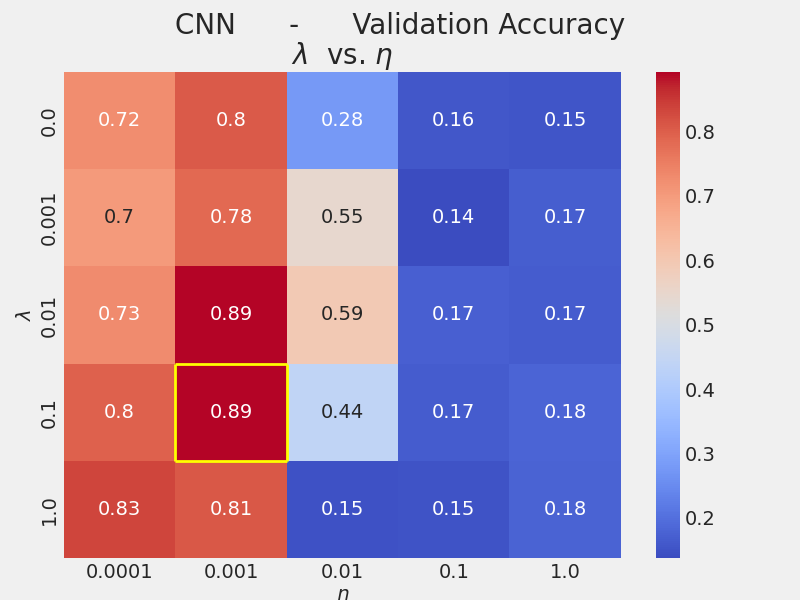 CNN - Validation Accuracy
λ vs. η
0.0 0.72 0.8 0.28 0.16 0.15
0.001 0.7 0.78 0.55 0.14 0.17
λ
0.01 0.73 0.89 0.59 0.17 0.17
0.1 0.8 0.89 0.44 0.17 0.18
1.0 0.83 0.81 0.15 0.15 0.18
0.0001 0.001 0.01 0.1 1.0
η
0.8
0.7
0.6
0.5
0.4
0.3
0.2